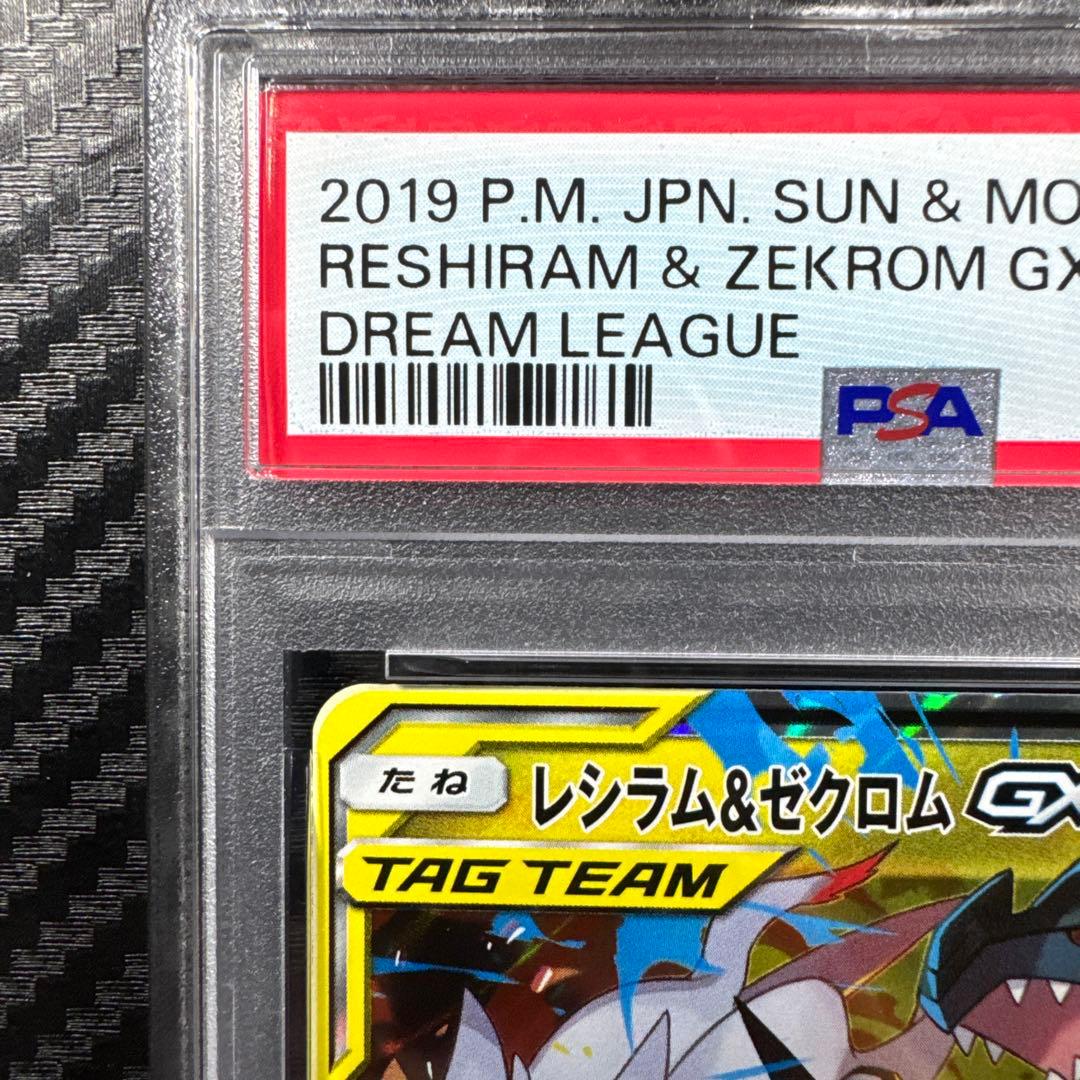 2019 P.M. JPN. SUN & MO
RESHIRAM & ZEKROM GX
DREAM LEAGUE
PSA
たね レシラム&ゼクロム GX
TAG TEAM